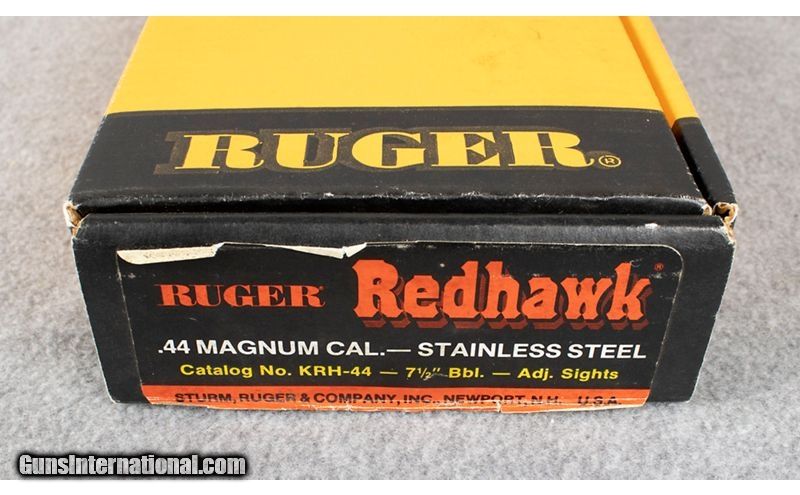 RUGER®
RUGER® Redhawk®
.44 MAGNUM CAL.— STAINLESS STEEL
Catalog No. KRH-44 — 7½" Bbl. — Adj. Sights
STURM, RUGER & COMPANY, INC., NEWPORT, N.H. U.S.A.
GunsInternational.com